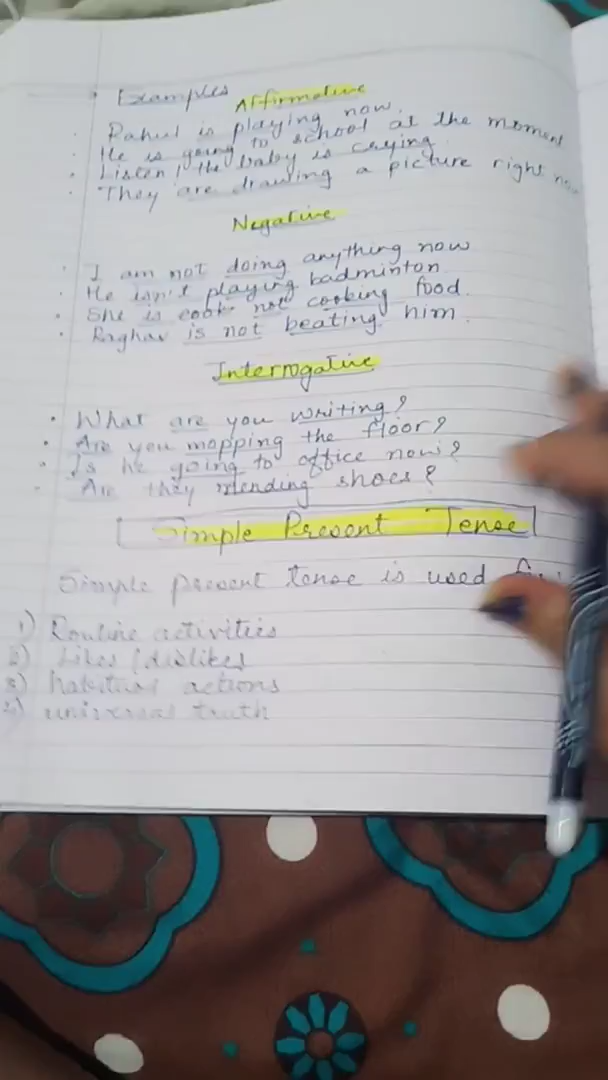 Examples Affirmative
Rahul is playing now.
He is going to school at the moment
Listen! the baby is crying.
They are drawing a picture right
Negative
I am not doing anything now
He isn't playing badminton
She is cook not cooking food.
Raghav is not beating him.
Interrogative
What are you writing?
Are you mopping the floor?
Is he going to office now?
Are they mending shoes?
Simple Present Tense
Simple present tense is used
1) Routine activities
2) Likes / dislikes
3) habitual actions
4) universal truth